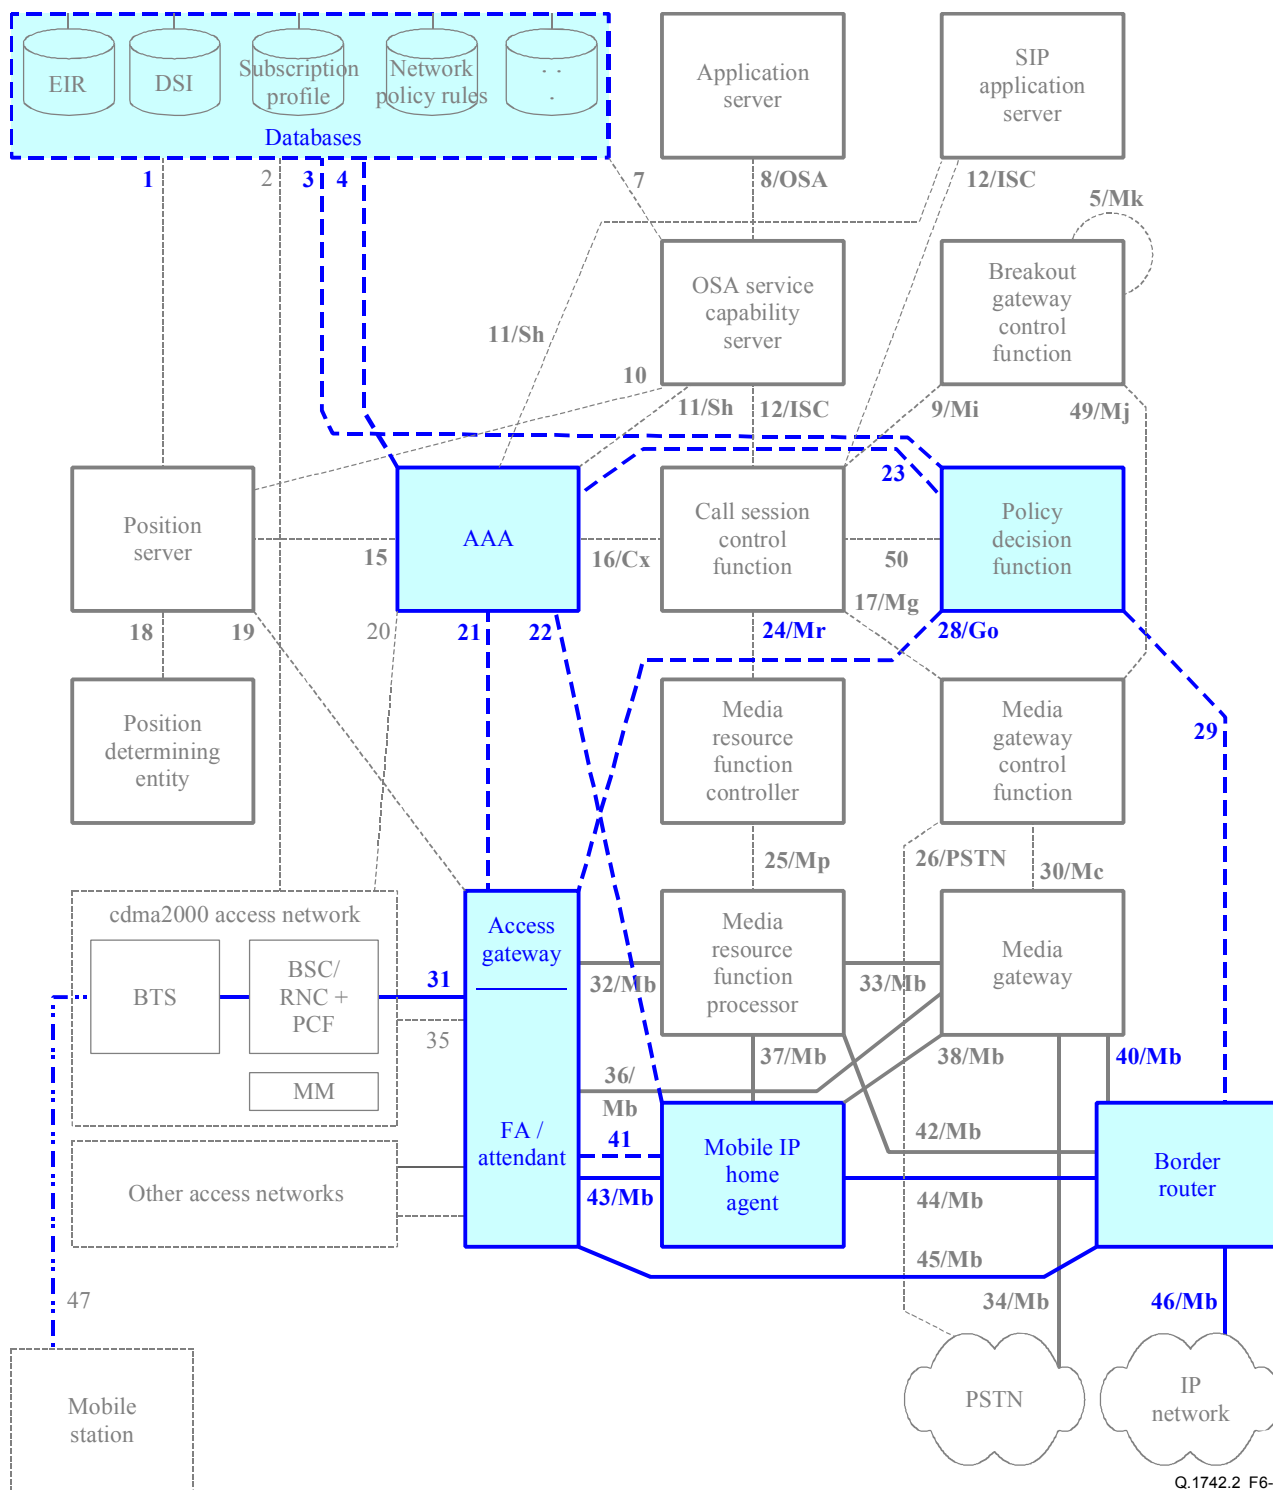 EIR
DSI
Subscription
profile
Network
policy rules
. .
.
Databases
Application
server
SIP
application
server
1
2
3
4
7
8/OSA
12/ISC
5/Mk
OSA service
capability
server
Breakout
gateway
control
function
11/Sh
10
11/Sh
12/ISC
9/Mi
49/Mj
23
Position
server
15
AAA
16/Cx
Call session
control
function
50
Policy
decision
function
17/Mg
18
19
20
21
22
24/Mr
28/Go
Position
determining
entity
Media
resource
function
controller
Media
gateway
control
function
29
25/Mp
26/PSTN
30/Mc
cdma2000 access network
BTS
BSC/
RNC +
PCF
MM
31
35
Access
gateway
FA /
attendant
32/Mb
Media
resource
function
processor
33/Mb
Media
gateway
36/
Mb
37/Mb
38/Mb
40/Mb
Other access networks
41
43/Mb
Mobile IP
home
agent
42/Mb
44/Mb
Border
router
45/Mb
47
34/Mb
46/Mb
Mobile
station
PSTN
IP
network
Q.1742.2_F6-